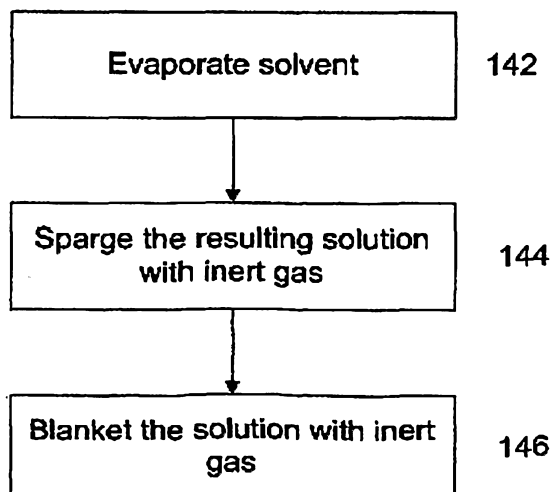 Evaporate solvent 142
Sparge the resulting solution
with inert gas 144
Blanket the solution with inert
gas 146